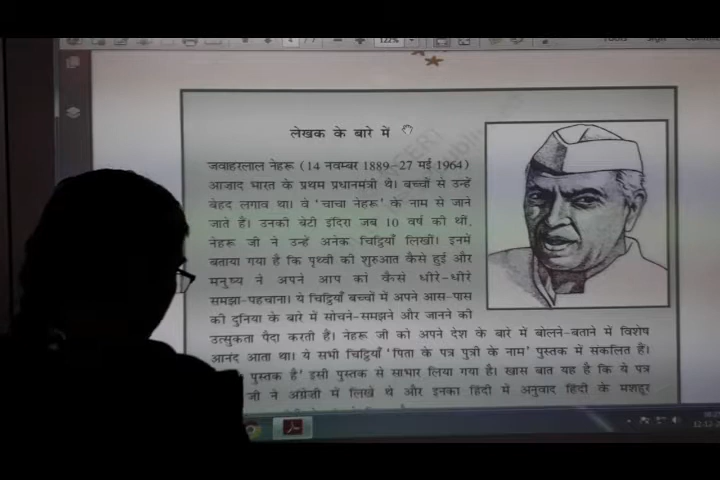 122%
लेखक के बारे में
जवाहरलाल नेहरू (14 नवम्बर 1889-27 मई 1964)
आज़ाद भारत के प्रथम प्रधानमंत्री थे। बच्चों से उन्हें
बेहद लगाव था। वे 'चाचा नेहरू' के नाम से जाने
जाते हैं। उनकी बेटी इंदिरा जब 10 वर्ष की थीं,
नेहरू जी ने उन्हें अनेक चिट्ठियाँ लिखीं। इनमें
बताया गया है कि पृथ्वी की शुरुआत कैसे हुई और
मनुष्य ने अपने आप को कैसे धीरे-धीरे
समझा-पहचाना। ये चिट्ठियाँ बच्चों में अपने आस-पास
की दुनिया के बारे में सोचने-समझने और जानने की
उत्सुकता पैदा करती हैं। नेहरू जी को अपने देश के बारे में बोलने-बताने में विशेष
आनंद आता था। ये सभी चिट्ठियाँ 'पिता के पत्र पुत्री के नाम' पुस्तक में संकलित हैं।
पुस्तक है' इसी पुस्तक से साभार लिया गया है। खास बात यह है कि ये पत्र
जी ने अंग्रेजी में लिखे थे और इनका हिंदी में अनुवाद हिंदी के मशहूर